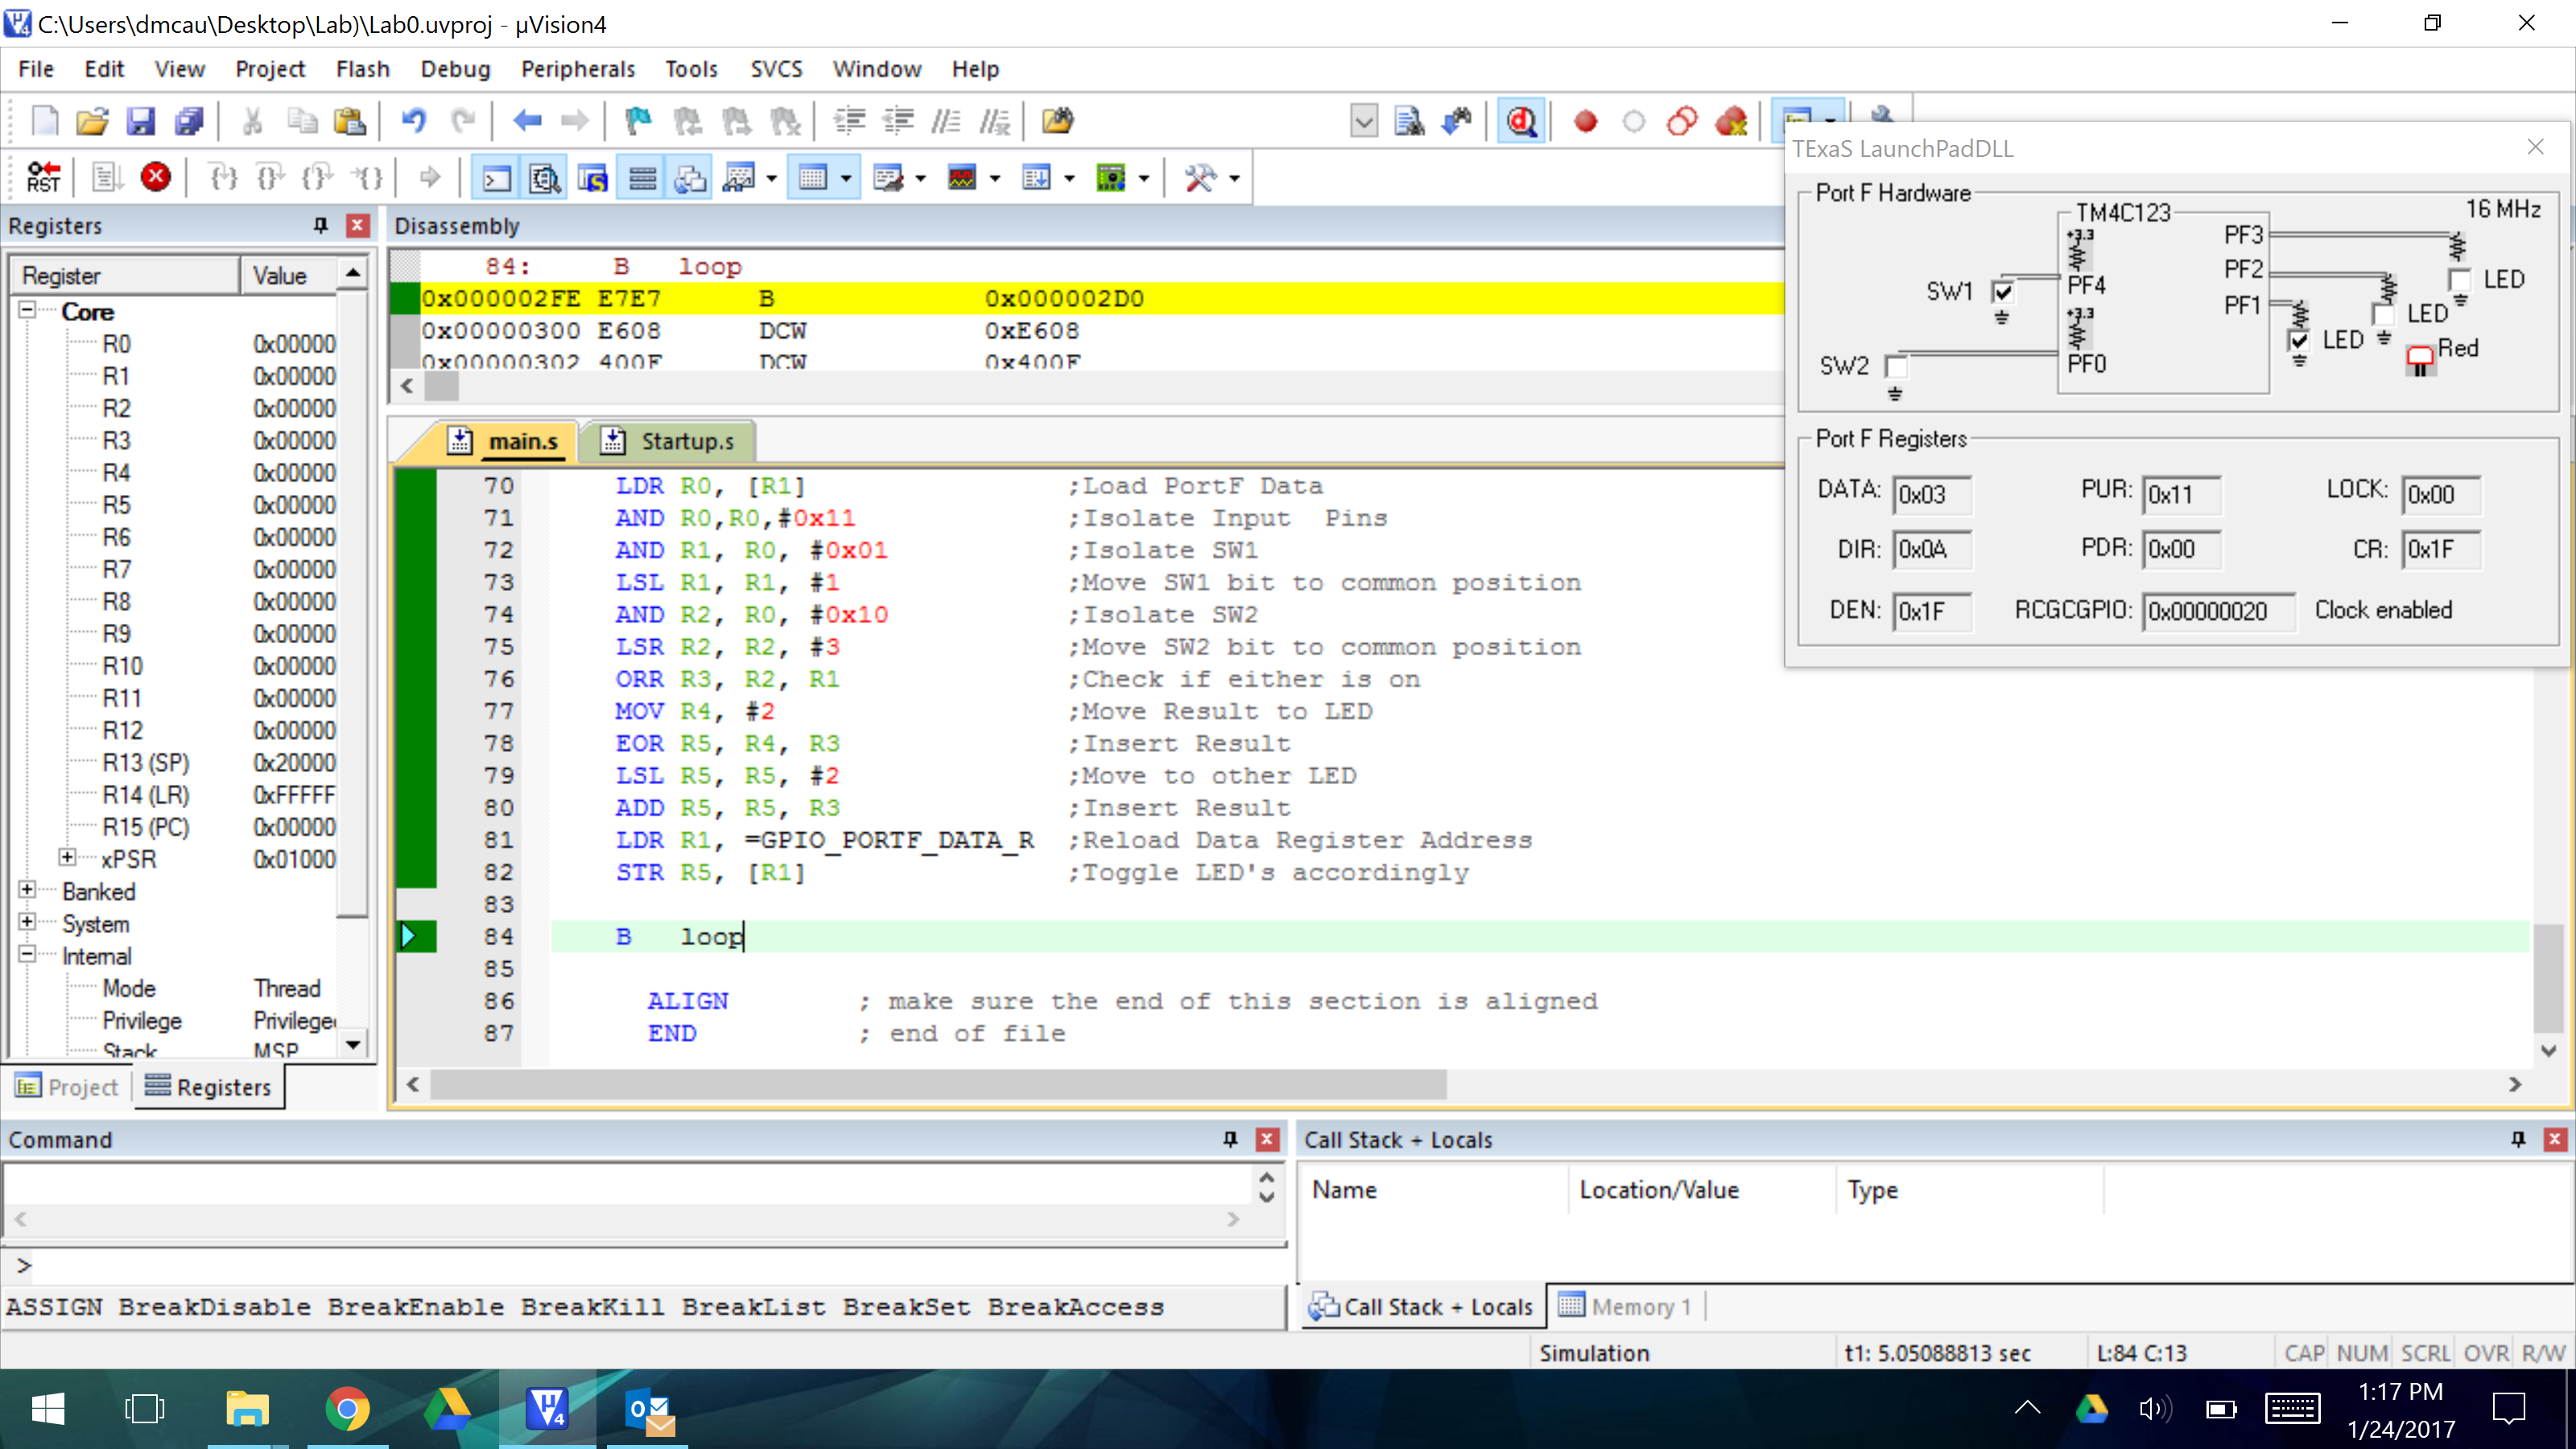 C:\Users\dmcau\Desktop\Lab)\Lab0.uvproj - µVision4
File Edit View Project Flash Debug Peripherals Tools SVCS Window Help
RST
Registers
Register Value
Core
R0 0x00000
R1 0x00000
R2 0x00000
R3 0x00000
R4 0x00000
R5 0x00000
R6 0x00000
R7 0x00000
R8 0x00000
R9 0x00000
R10 0x00000
R11 0x00000
R12 0x00000
R13 (SP) 0x20000
R14 (LR) 0xFFFFF
R15 (PC) 0x00000
xPSR 0x01000
Banked
System
Internal
Mode Thread
Privilege Privilege
Stack MSP
Project Registers
Disassembly
84: B loop
0x000002FE E7E7 B 0x000002D0
0x00000300 E608 DCW 0xE608
0x00000302 400F DCW 0x400F
main.s Startup.s
70 LDR R0, [R1] ;Load PortF Data
71 AND R0,R0,#0x11 ;Isolate Input Pins
72 AND R1, R0, #0x01 ;Isolate SW1
73 LSL R1, R1, #1 ;Move SW1 bit to common position
74 AND R2, R0, #0x10 ;Isolate SW2
75 LSR R2, R2, #3 ;Move SW2 bit to common position
76 ORR R3, R2, R1 ;Check if either is on
77 MOV R4, #2 ;Move Result to LED
78 EOR R5, R4, R3 ;Insert Result
79 LSL R5, R5, #2 ;Move to other LED
80 ADD R5, R5, R3 ;Insert Result
81 LDR R1, =GPIO_PORTF_DATA_R ;Reload Data Register Address
82 STR R5, [R1] ;Toggle LED's accordingly
83
84 B loop
85
86 ALIGN ; make sure the end of this section is aligned
87 END ; end of file
TExaS LaunchPadDLL
Port F Hardware
16 MHz
TM4C123
+3.3
PF3
PF2
LED
SW1
PF4
PF1
+3.3
LED
LED
Red
SW2
PF0
Port F Registers
DATA: 0x03 PUR: 0x11 LOCK: 0x00
DIR: 0x0A PDR: 0x00 CR: 0x1F
DEN: 0x1F RCGCGPIO: 0x00000020 Clock enabled
Command
>
ASSIGN BreakDisable BreakEnable BreakKill BreakList BreakSet BreakAccess
Call Stack + Locals
Name Location/Value Type
Call Stack + Locals Memory 1
Simulation t1: 5.05088813 sec L:84 C:13 CAP NUM SCRL OVR R/W
1:17 PM
1/24/2017